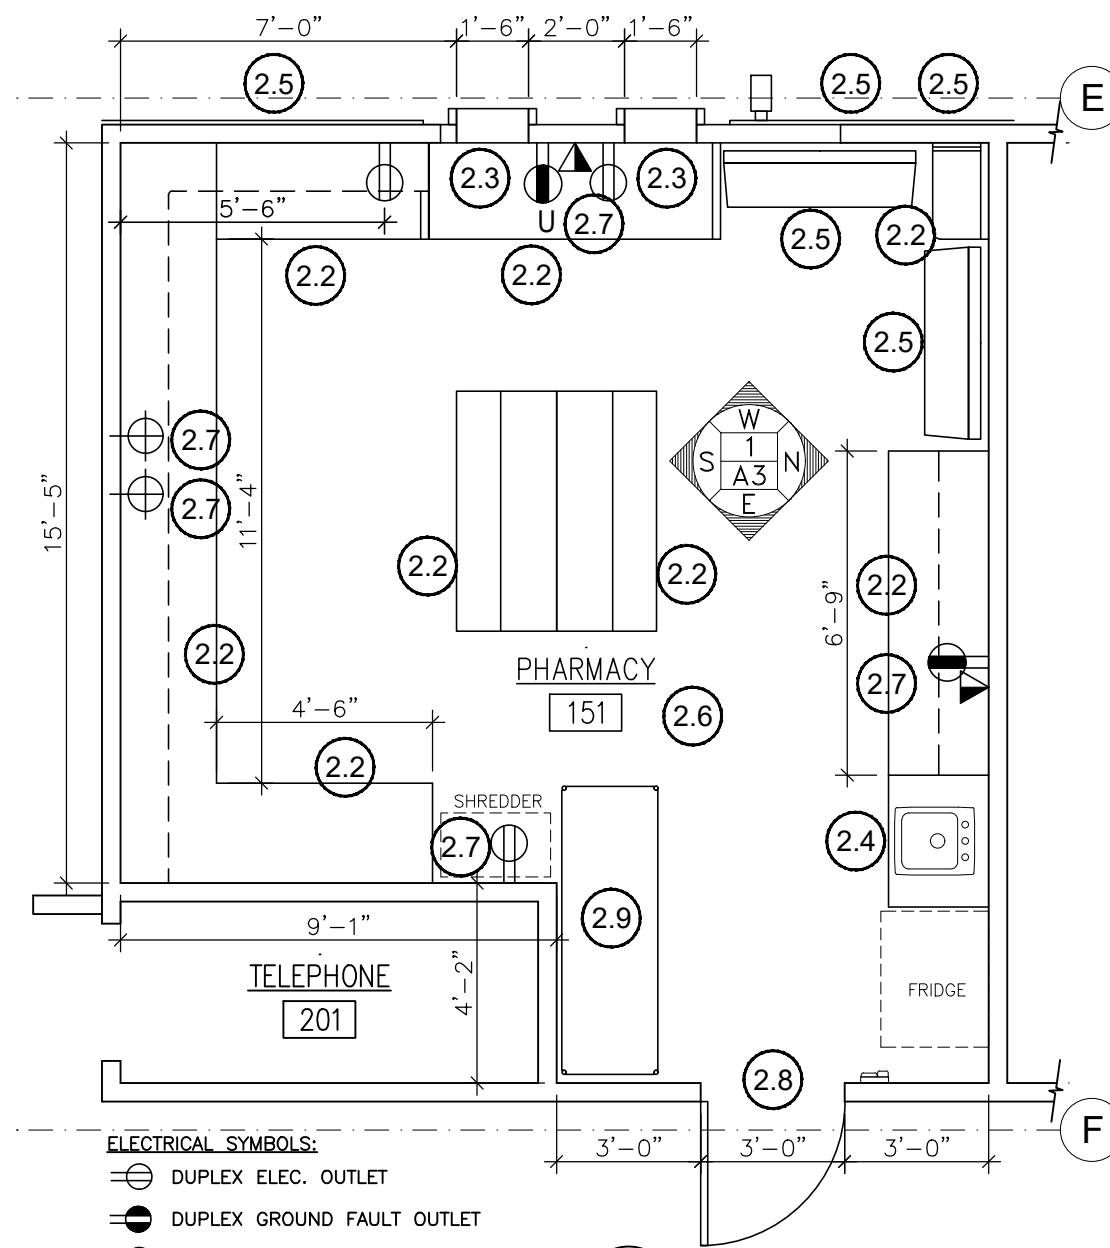 7'-0" 1'-6" 2'-0" 1'-6"
2.5 2.5 2.5 E
2.3 2.3
5'-6" U 2.7 2.5 2.2
2.2 2.2
2.5
W
1
S N
A3
E
2.7
2.7
15'-5" 11'-4"
2.2 2.2 2.2
6'-9"
2.2 PHARMACY 2.7
4'-6" 151 2.6
2.2
SHREDDER
2.7 2.4
9'-1" 2.9
TELEPHONE 4'-2" FRIDGE
201
2.8
F
ELECTRICAL SYMBOLS: 3'-0" 3'-0" 3'-0"
DUPLEX ELEC. OUTLET
DUPLEX GROUND FAULT OUTLET